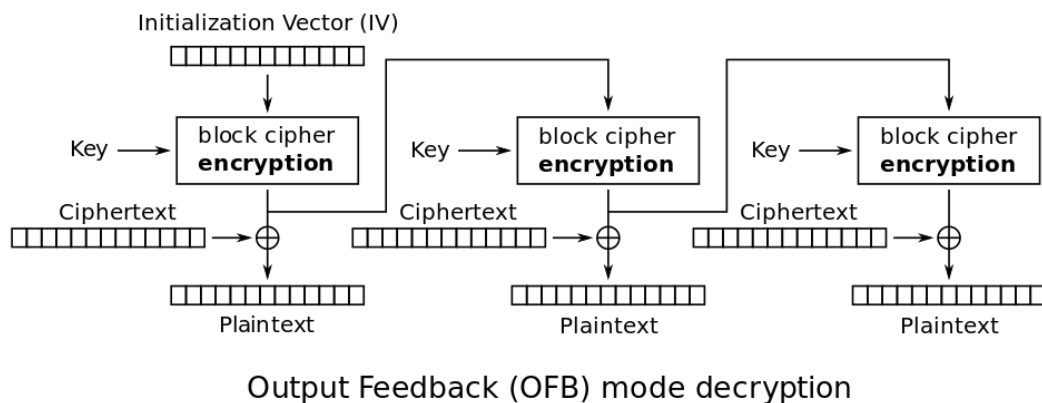 Initialization Vector (IV)
Key
block cipher
encryption
Key
block cipher
encryption
Key
block cipher
encryption
Ciphertext
Ciphertext
Ciphertext
Plaintext
Plaintext
Plaintext
Output Feedback (OFB) mode decryption